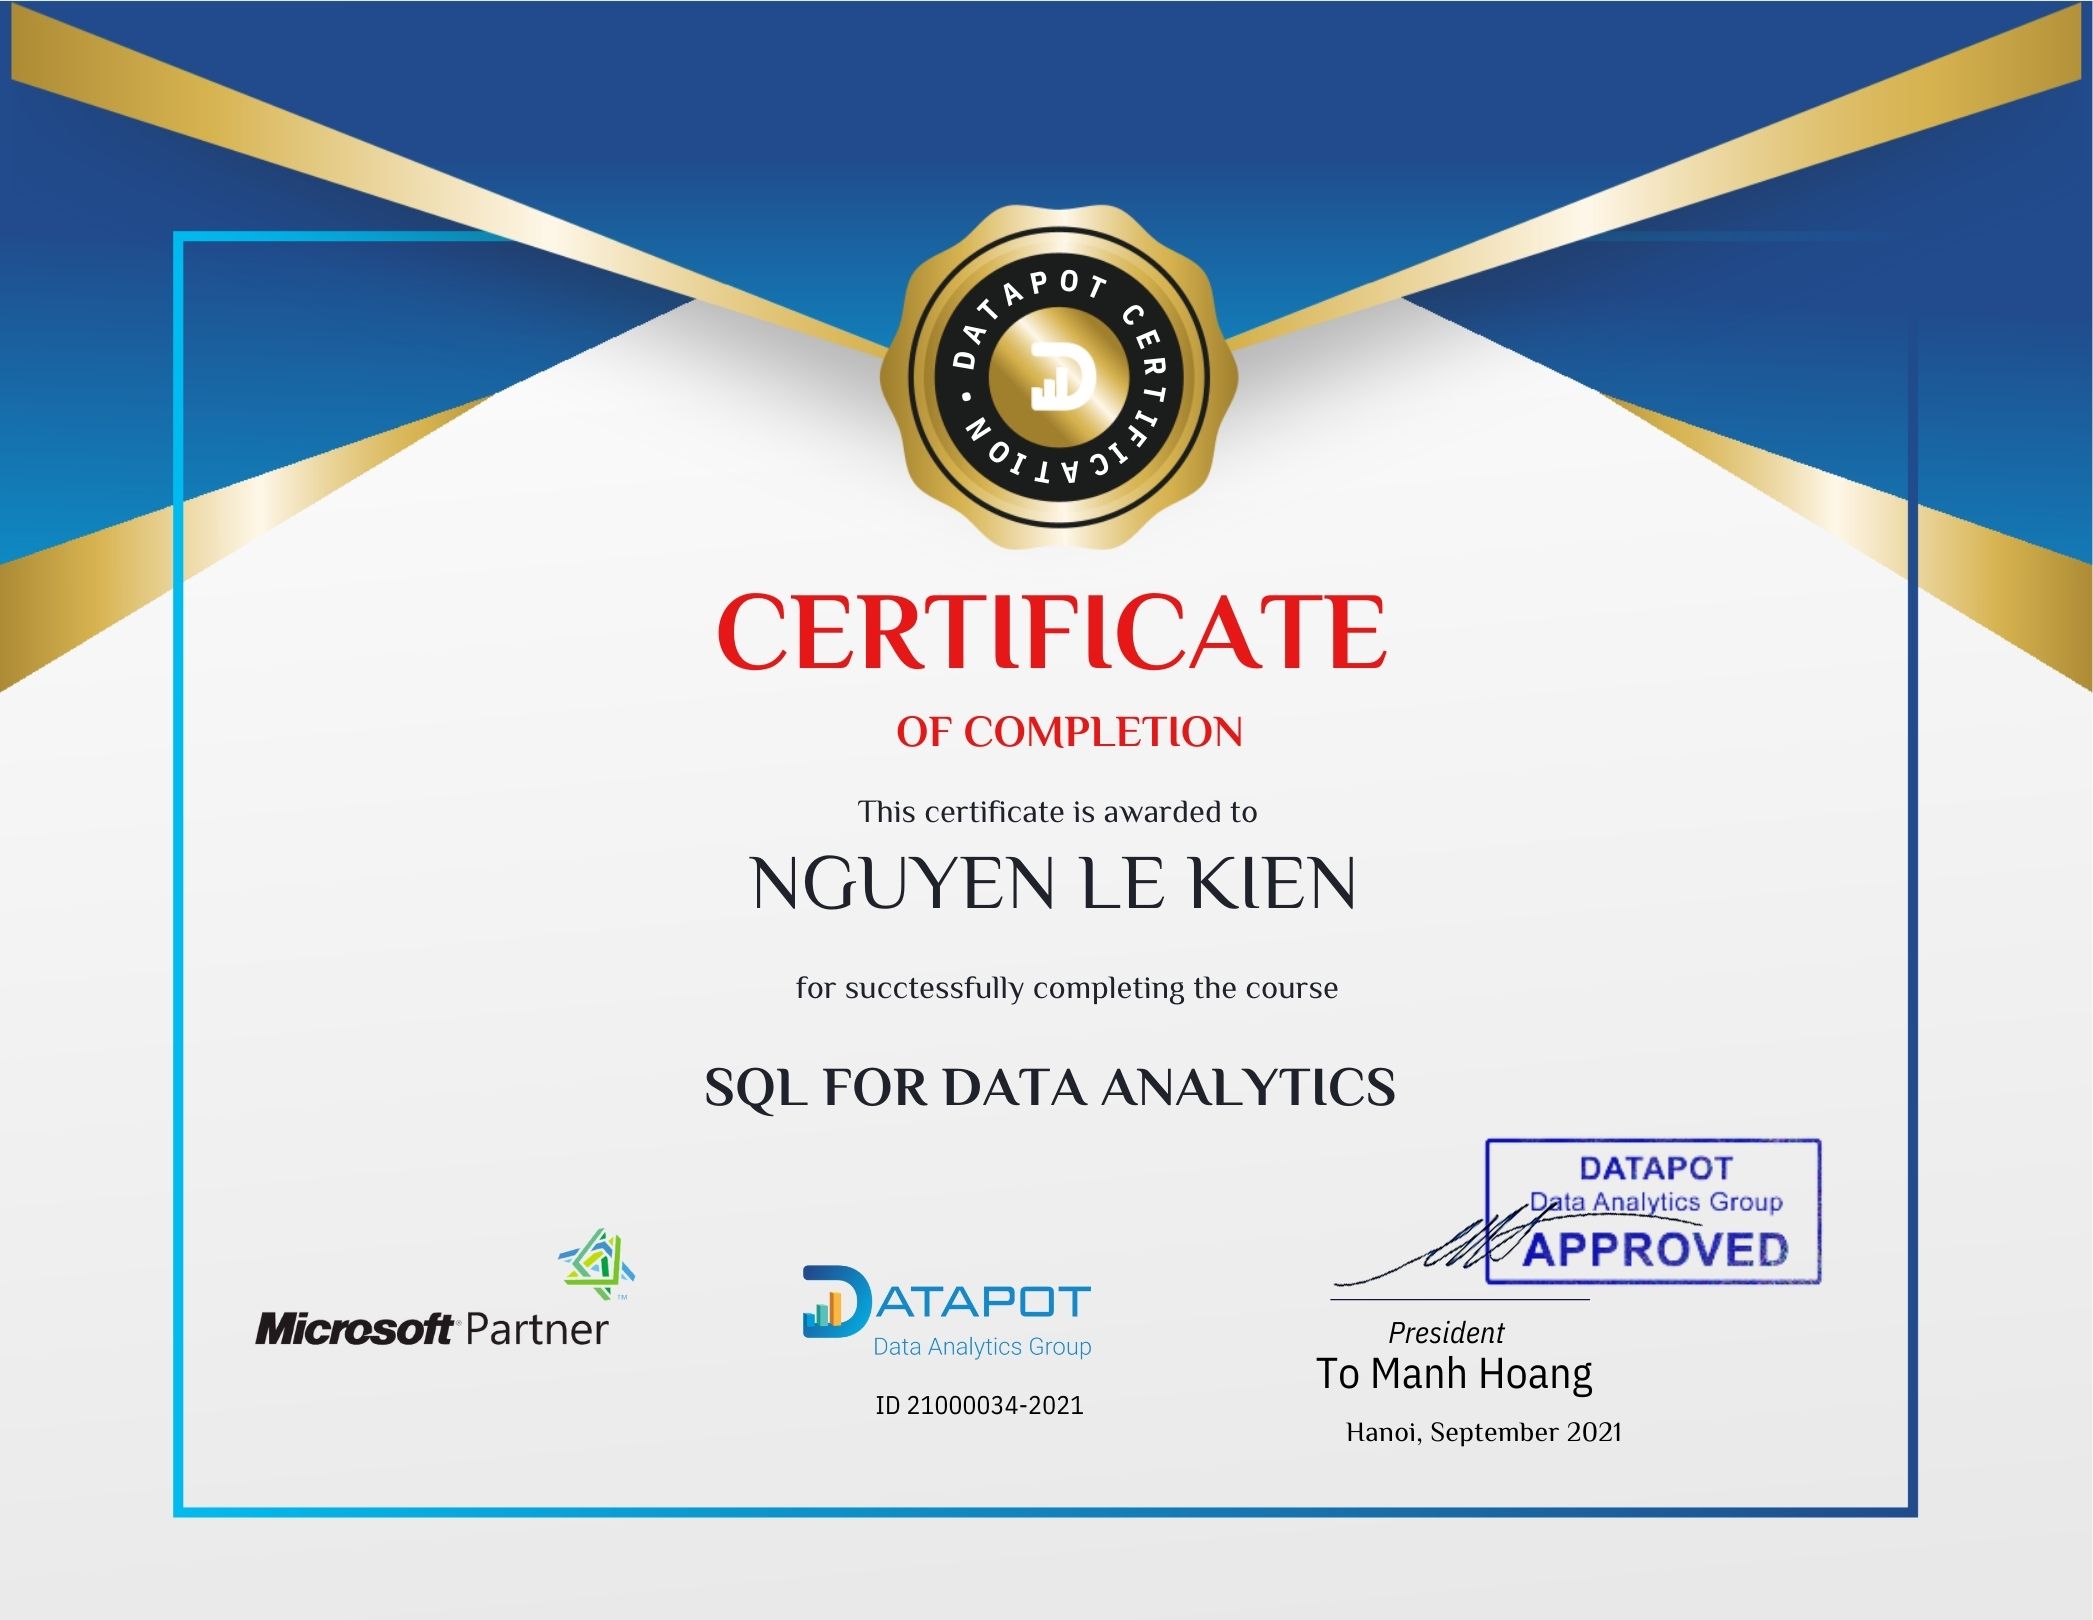 DATAPOT CERTIFICATION •
CERTIFICATE
OF COMPLETION
This certificate is awarded to
NGUYEN LE KIEN
for succtessfully completing the course
SQL FOR DATA ANALYTICS
DATAPOT
Data Analytics Group
APPROVED
Microsoft® Partner ™
DATAPOT
Data Analytics Group
ID 21000034-2021
President
To Manh Hoang
Hanoi, September 2021